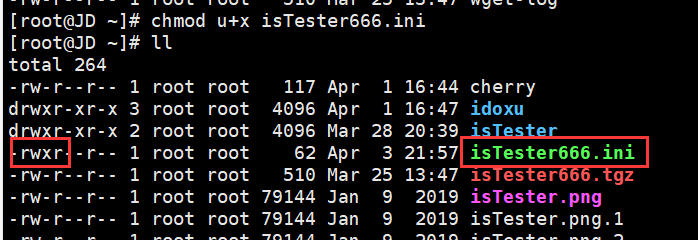 -rw-r--r-- 1 root root   510 Mar 25 13:47 wget-log
[root@JD ~]# chmod u+x isTester666.ini
[root@JD ~]# ll
total 264
-rw-r--r-- 1 root root   117 Apr  1 16:44 cherry
drwxr-xr-x 3 root root  4096 Apr  1 16:47 idoxu
drwxr-xr-x 2 root root  4096 Mar 28 20:39 isTester
-rwxr--r-- 1 root root    62 Apr  3 21:57 isTester666.ini
-rw-r--r-- 1 root root   510 Mar 25 13:47 isTester666.tgz
-rw-r--r-- 1 root root 79144 Jan  9  2019 isTester.png
-rw-r--r-- 1 root root 79144 Jan  9  2019 isTester.png.1